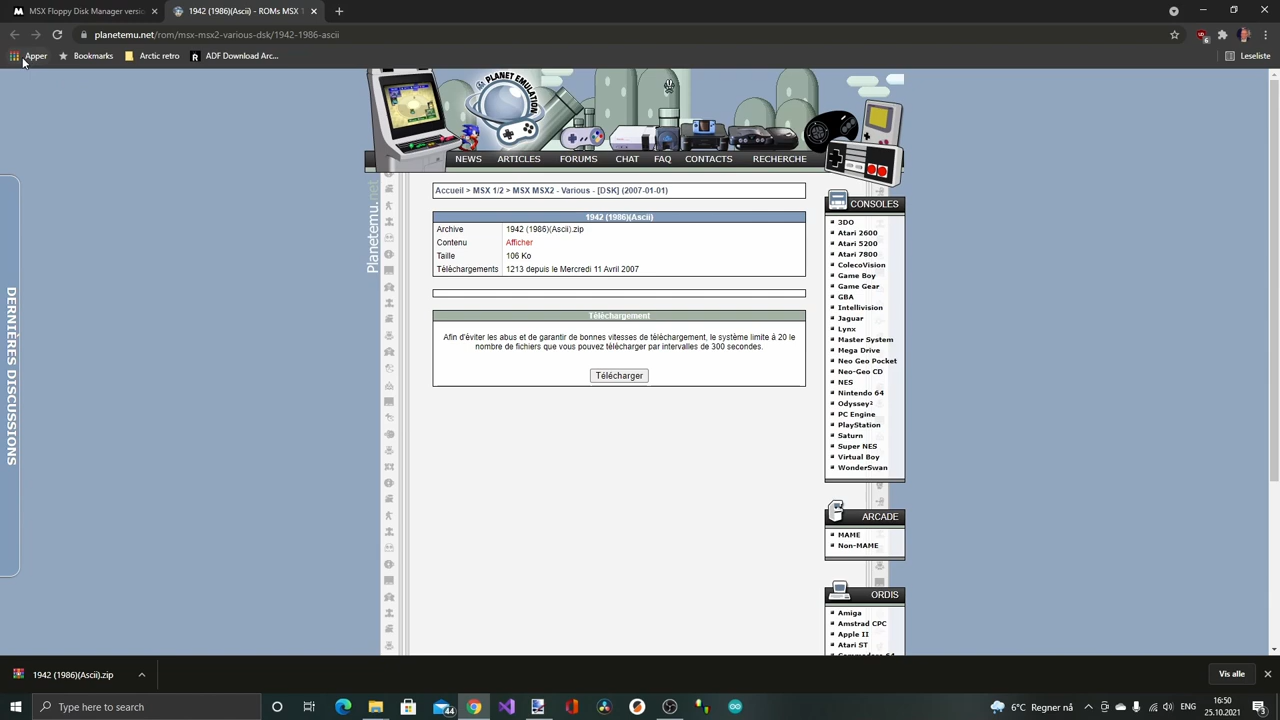 MSX Floppy Disk Manager versi
1942 (1986)(Ascii) - ROMs MSX 1
planetemu.net/rom/msx-msx2-various-dsk/1942-1986-ascii
Apper
Bookmarks
Arctic retro
ADF Download Arc...
Leseliste
PLANET EMULATION
NEWS ARTICLES FORUMS CHAT FAQ CONTACTS RECHERCHE
Planetemu.net
DERNIÈRES DISCUSSIONS
Accueil > MSX 1/2 > MSX MSX2 - Various - [DSK] (2007-01-01)
1942 (1986)(Ascii)
Archive 1942 (1986)(Ascii).zip
Contenu Afficher
Taille 106 Ko
Téléchargements 1213 depuis le Mercredi 11 Avril 2007
Téléchargement
Afin d'éviter les abus et de garantir de bonnes vitesses de téléchargement, le système limite à 20 le
nombre de fichiers que vous pouvez télécharger par intervalles de 300 secondes.
Télécharger
CONSOLES
3DO
Atari 2600
Atari 5200
Atari 7800
ColecoVision
Game Boy
Game Gear
GBA
Intellivision
Jaguar
Lynx
Master System
Mega Drive
Neo Geo Pocket
Neo-Geo CD
NES
Nintendo 64
Odyssey²
PC Engine
PlayStation
Saturn
Super NES
Virtual Boy
WonderSwan
ARCADE
MAME
Non-MAME
ORDIS
Amiga
Amstrad CPC
Apple II
Atari ST
Commodore 64
1942 (1986)(Ascii).zip
Vis alle
Type here to search
44
6°C Regner nå
ENG
16:50
25.10.2021